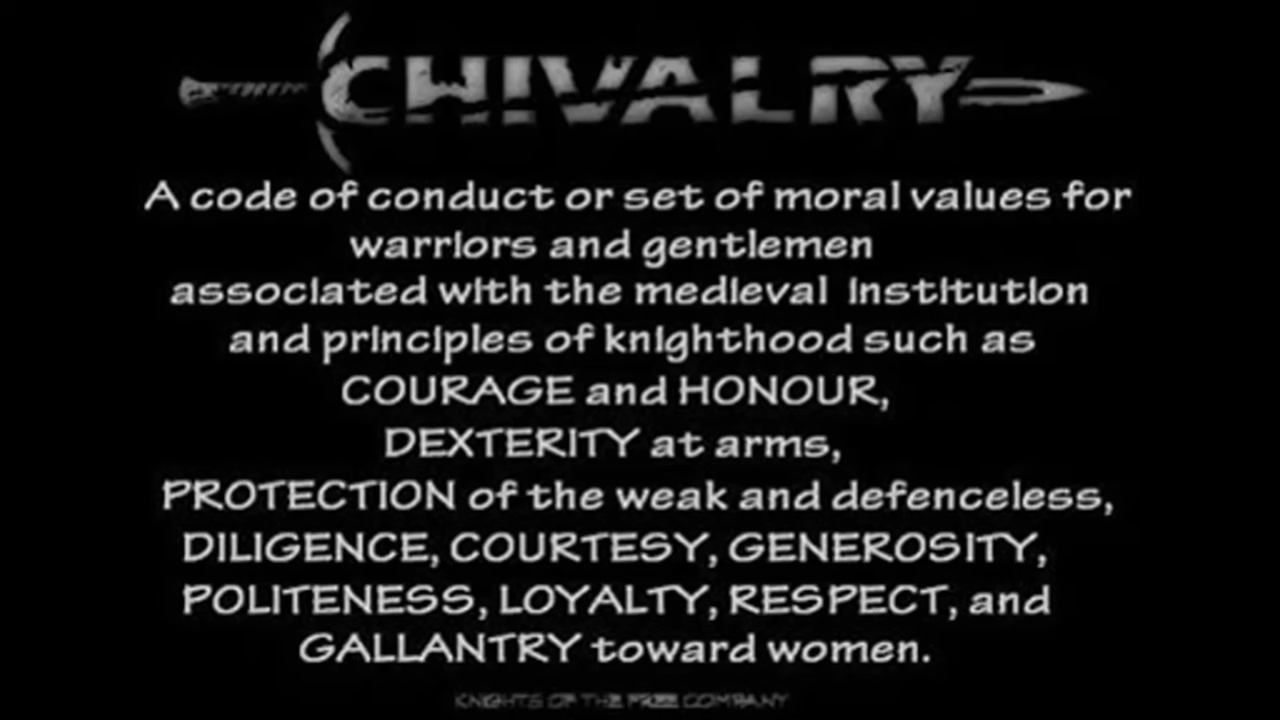 CHIVALRY
A code of conduct or set of moral values for
warriors and gentlemen
associated with the medieval institution
and principles of knighthood such as
COURAGE and HONOUR,
DEXTERITY at arms,
PROTECTION of the weak and defenceless,
DILIGENCE, COURTESY, GENEROSITY,
POLITENESS, LOYALTY, RESPECT, and
GALLANTRY toward women.
KNIGHTS OF THE FREE COMPANY